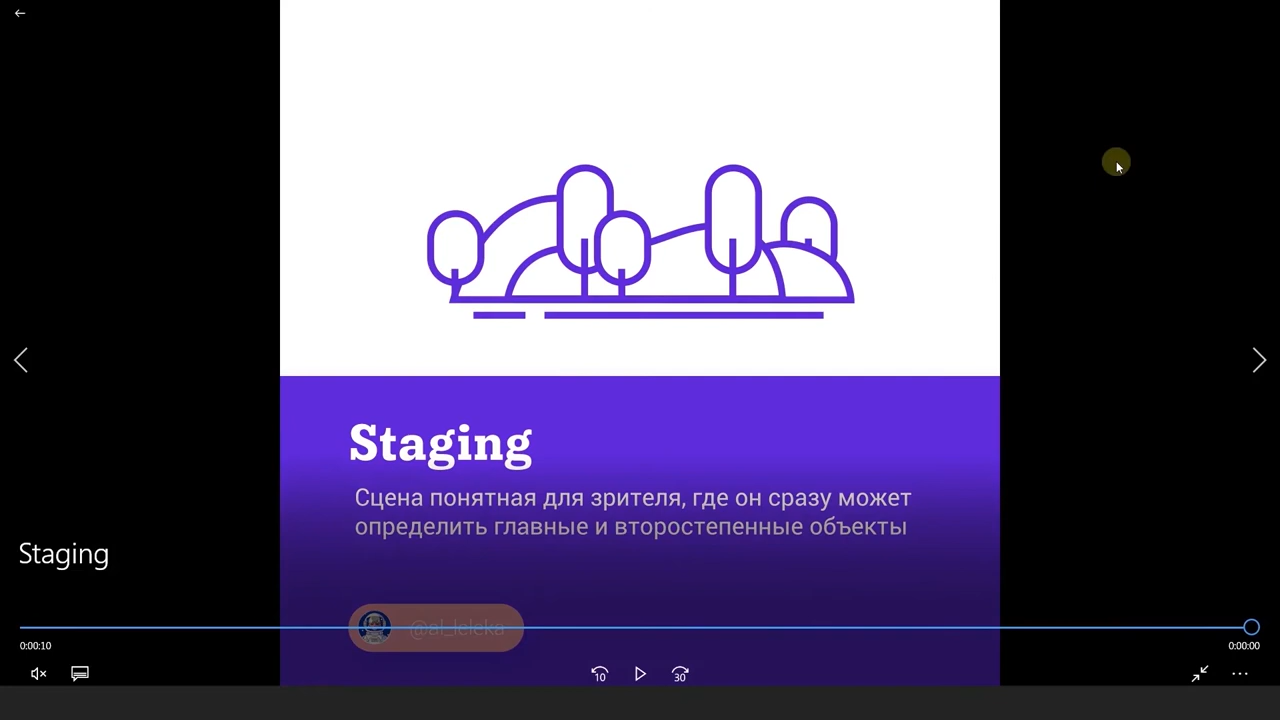 Staging
Сцена понятная для зрителя, где он сразу может
определить главные и второстепенные объекты
Staging
@al_leleka
0:00:10
0:00:00
10
30